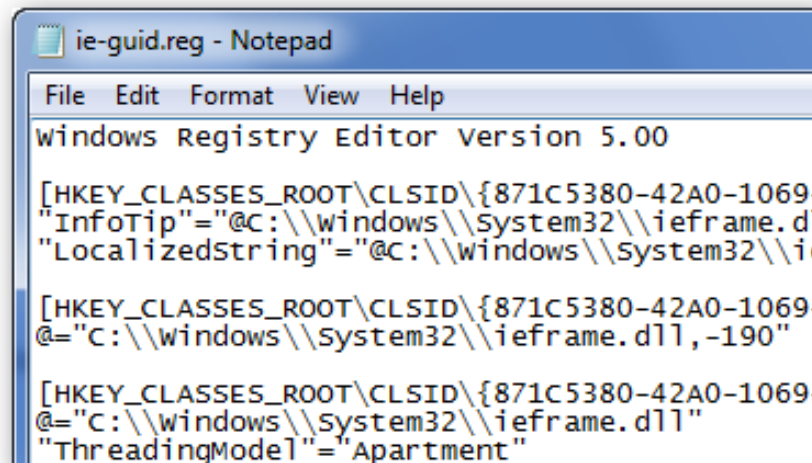 ie-guid.reg - Notepad
File Edit Format View Help
Windows Registry Editor Version 5.00
[HKEY_CLASSES_ROOT\CLSID\{871C5380-42A0-1069
"InfoTip"="@C:\\Windows\\System32\\ieframe.d
"LocalizedString"="@C:\\Windows\\System32\\i
[HKEY_CLASSES_ROOT\CLSID\{871C5380-42A0-1069
@="C:\\Windows\\System32\\ieframe.dll,-190"
[HKEY_CLASSES_ROOT\CLSID\{871C5380-42A0-1069
@="C:\\Windows\\System32\\ieframe.dll"
"ThreadingModel"="Apartment"